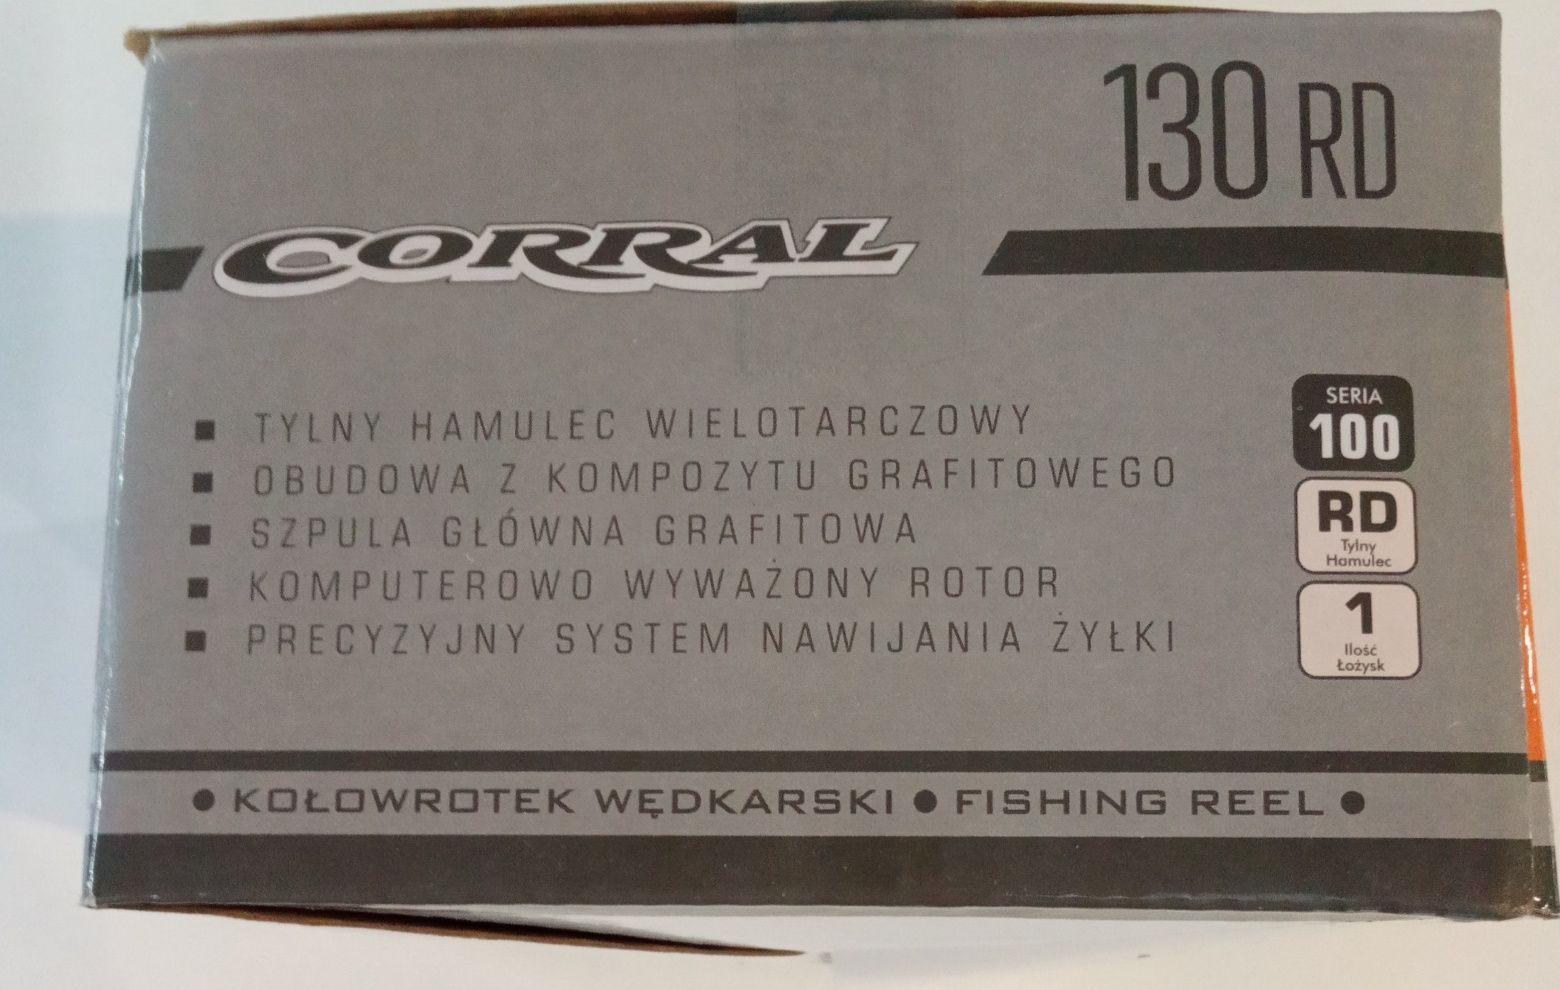 130 RD
CORRAL
TYLNY HAMULEC WIELOTARCZOWY
OBUDOWA Z KOMPOZYTU GRAFITOWEGO
SZPULA GŁÓWNA GRAFITOWA
KOMPUTEROWO WYWAŻONY ROTOR
PRECYZYJNY SYSTEM NAWIJANIA ŻYŁKI
SERIA
100
RD
Tylny
Hamulec
1
Ilość
Łożysk
KOŁOWROTEK WĘDKARSKI ● FISHING REEL